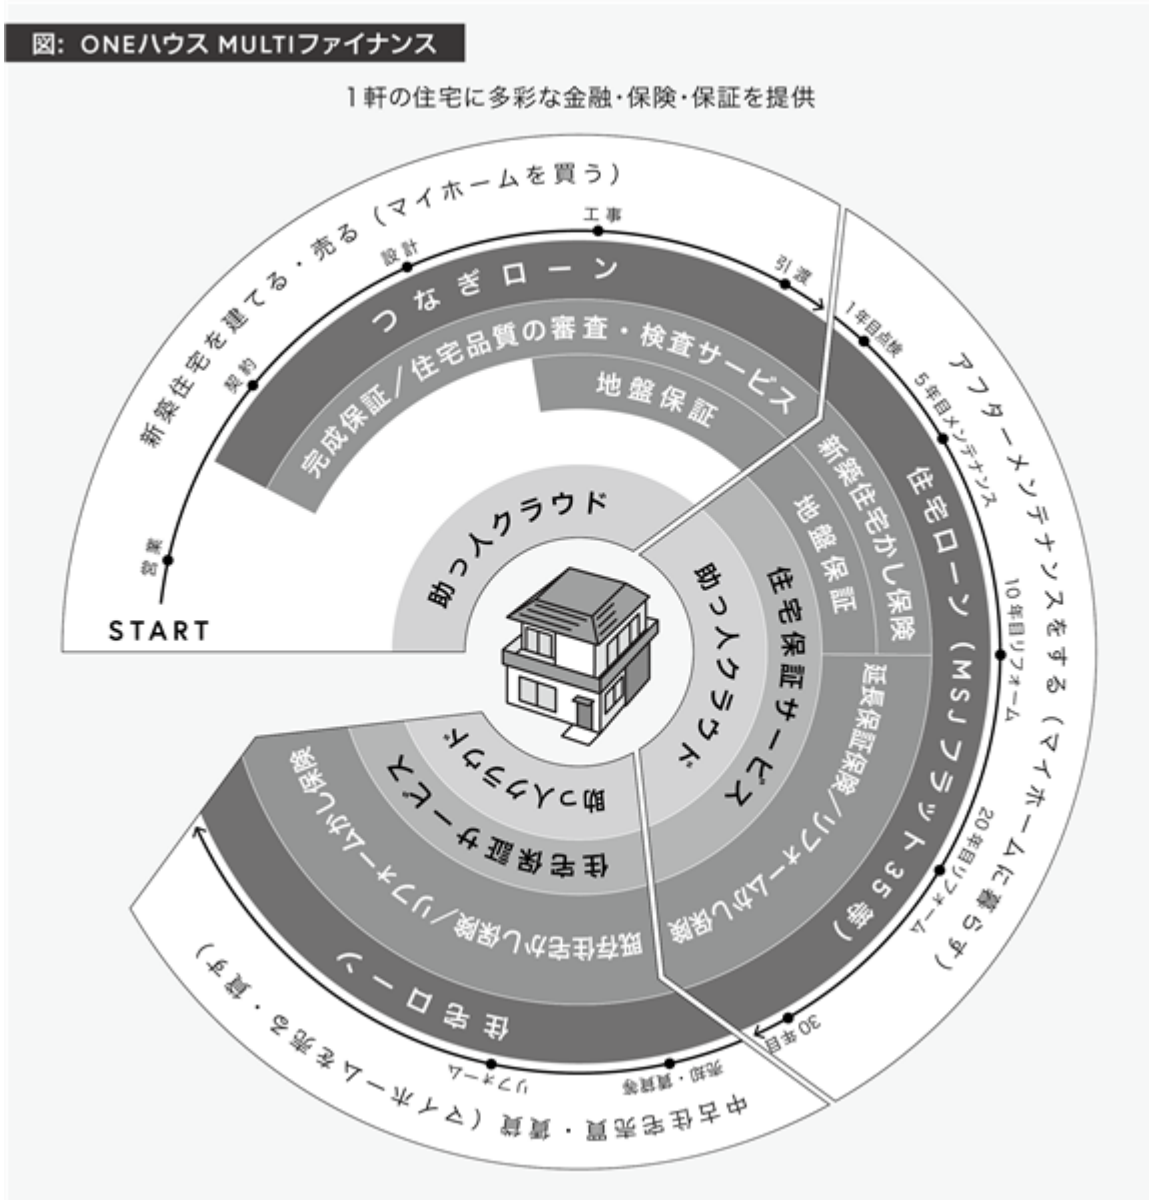 図: ONEハウス MULTIファイナンス
1軒の住宅に多彩な金融・保険・保証を提供
新築住宅を建てる・売る(マイホームを買う)
START
営業
契約
設計
工事
引渡
つなぎローン
完成保証/住宅品質の審査・検査サービス
地盤保証
助っ人クラウド
アフターメンテナンスをする(マイホームに暮らす)
1年目点検
5年目メンテナンス
10年目リフォーム
20年目リフォーム
30年目
住宅ローン(MSJフラット35等)
新築住宅かし保険
地盤保証
延長保証保険/リフォームかし保険
住宅保証サービス
助っ人クラウド
中古住宅売買・賃貸(マイホームを売る・貸す)
売却・賃貸等
リフォーム
住宅ローン
既存住宅かし保険/リフォームかし保険
住宅保証サービス
助っ人クラウド